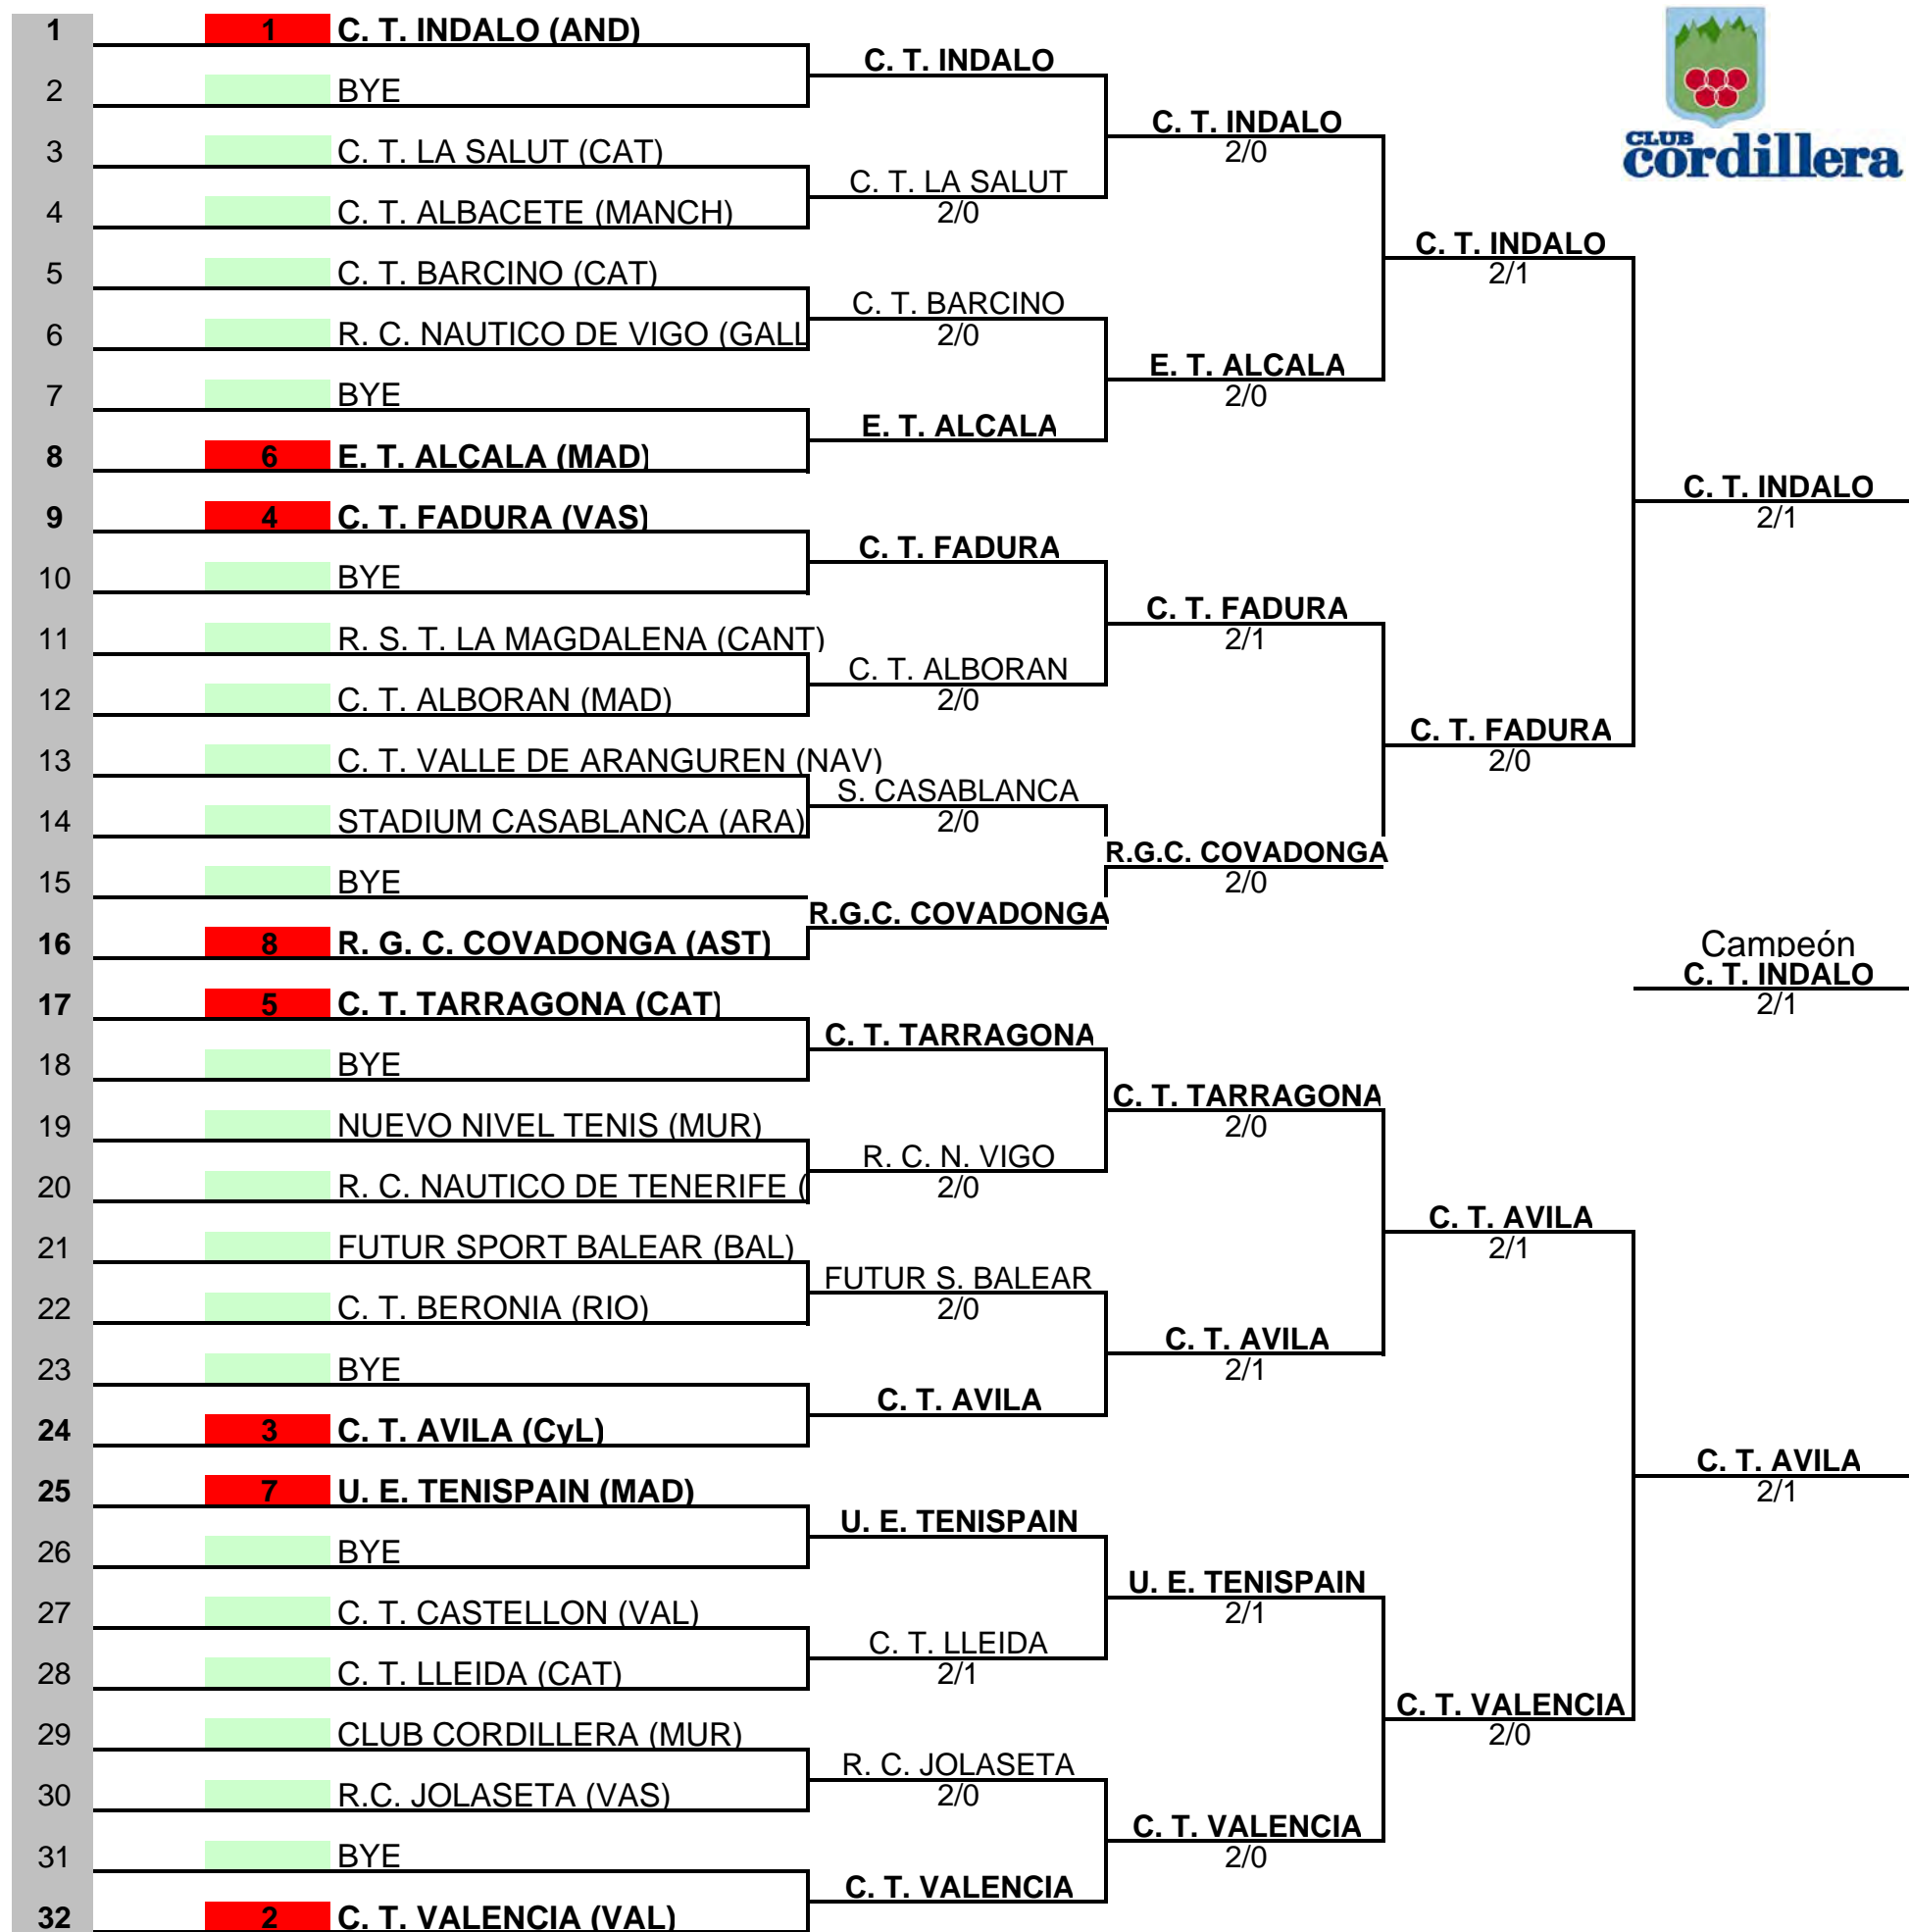 1 1 C. T. INDALO (AND)
C. T. INDALO
2 BYE
C. T. INDALO
2/0
CLUB
cordillera
3 C. T. LA SALUT (CAT)
C. T. LA SALUT
2/0
4 C. T. ALBACETE (MANCH)
C. T. INDALO
2/1
5 C. T. BARCINO (CAT)
C. T. BARCINO
2/0
6 R. C. NAUTICO DE VIGO (GALL
E. T. ALCALA
2/0
7 BYE
E. T. ALCALA
8 6 E. T. ALCALA (MAD)
C. T. INDALO
2/1
9 4 C. T. FADURA (VAS)
C. T. FADURA
10 BYE
C. T. FADURA
2/1
11 R. S. T. LA MAGDALENA (CANT)
C. T. ALBORAN
2/0
12 C. T. ALBORAN (MAD)
C. T. FADURA
2/0
13 C. T. VALLE DE ARANGUREN (NAV)
S. CASABLANCA
2/0
14 STADIUM CASABLANCA (ARA)
R.G.C. COVADONGA
2/0
15 BYE
R.G.C. COVADONGA
16 8 R. G. C. COVADONGA (AST)
Campeón
C. T. INDALO
2/1
17 5 C. T. TARRAGONA (CAT)
C. T. TARRAGONA
18 BYE
C. T. TARRAGONA
2/0
19 NUEVO NIVEL TENIS (MUR)
R. C. N. VIGO
2/0
20 R. C. NAUTICO DE TENERIFE (
C. T. AVILA
2/1
21 FUTUR SPORT BALEAR (BAL)
FUTUR S. BALEAR
2/0
22 C. T. BERONIA (RIO)
C. T. AVILA
2/1
23 BYE
C. T. AVILA
24 3 C. T. AVILA (CyL)
C. T. AVILA
2/1
25 7 U. E. TENISPAIN (MAD)
U. E. TENISPAIN
26 BYE
U. E. TENISPAIN
2/1
27 C. T. CASTELLON (VAL)
C. T. LLEIDA
2/1
28 C. T. LLEIDA (CAT)
C. T. VALENCIA
2/0
29 CLUB CORDILLERA (MUR)
R. C. JOLASETA
2/0
30 R.C. JOLASETA (VAS)
C. T. VALENCIA
2/0
31 BYE
C. T. VALENCIA
32 2 C. T. VALENCIA (VAL)